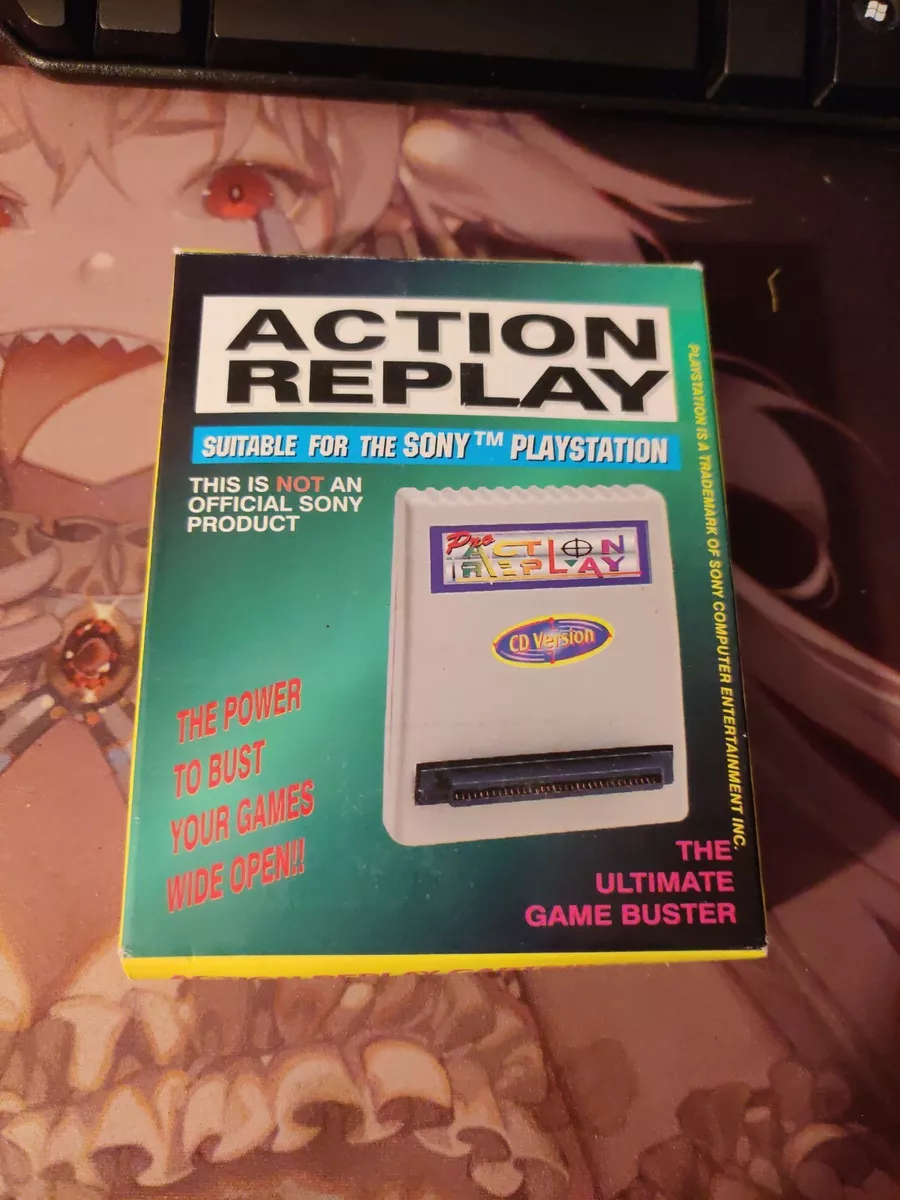 ACTION
REPLAY
SUITABLE FOR THE SONY™ PLAYSTATION
THIS IS NOT AN
OFFICIAL SONY
PRODUCT
Pro
ACTION
REPLAY
CD Version
THE POWER
TO BUST
YOUR GAMES
WIDE OPEN!!
THE
ULTIMATE
GAME BUSTER
PLAYSTATION IS A TRADEMARK OF SONY COMPUTER ENTERTAINMENT INC.